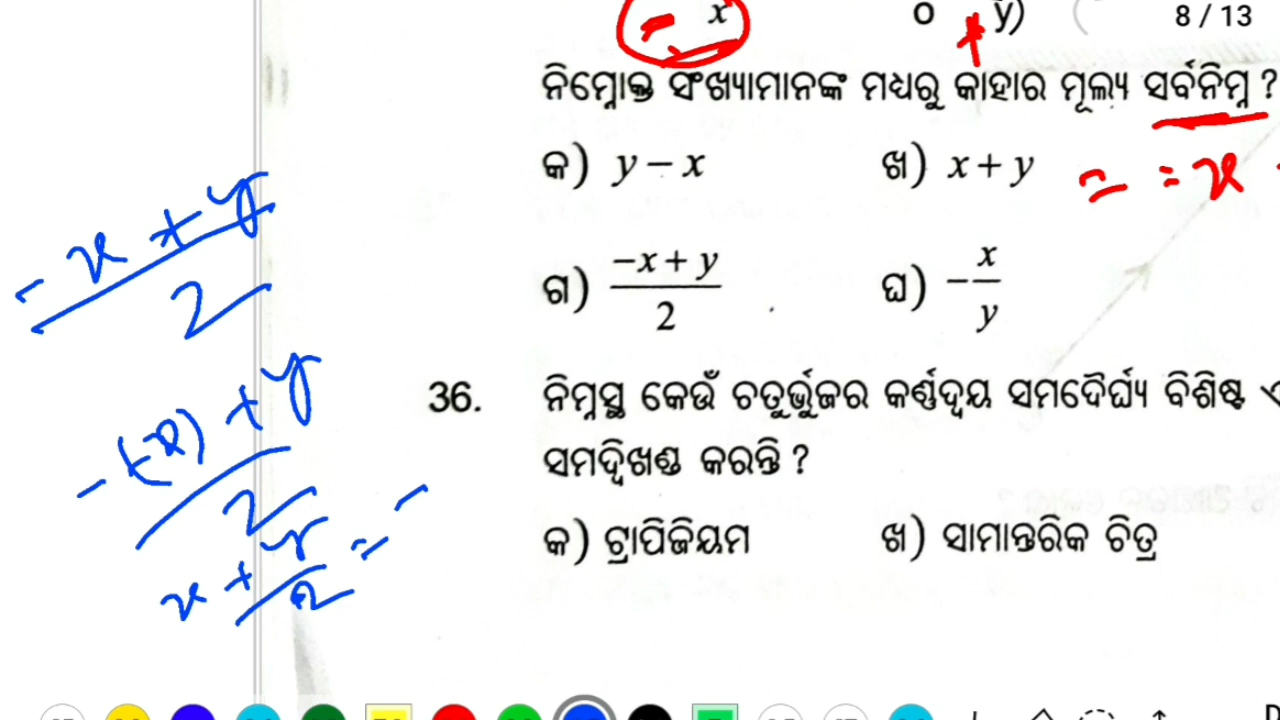 - x o y) 8 / 13
ନିମ୍ନୋକ୍ତ ସଂଖ୍ୟାମାନଙ୍କ ମଧ୍ୟରୁ କାହାର ମୂଲ୍ୟ ସର୍ବନିମ୍ନ ?
କ) y − x ଖ) x + y
ଗ) (−x + y)/2 ଘ) −x/y
36. ନିମ୍ନସ୍ଥ କେଉଁ ଚତୁର୍ଭୁଜର କର୍ଣ୍ଣଦ୍ୱୟ ସମଦୈର୍ଘ୍ୟ ବିଶିଷ୍ଟ
ସମଦ୍ୱିଖଣ୍ଡ କରନ୍ତି ?
କ) ଟ୍ରାପିଜିୟମ ଖ) ସାମାନ୍ତରିକ ଚିତ୍ର
- x + y
2
- (-x) + y
2
x + y
2 = -